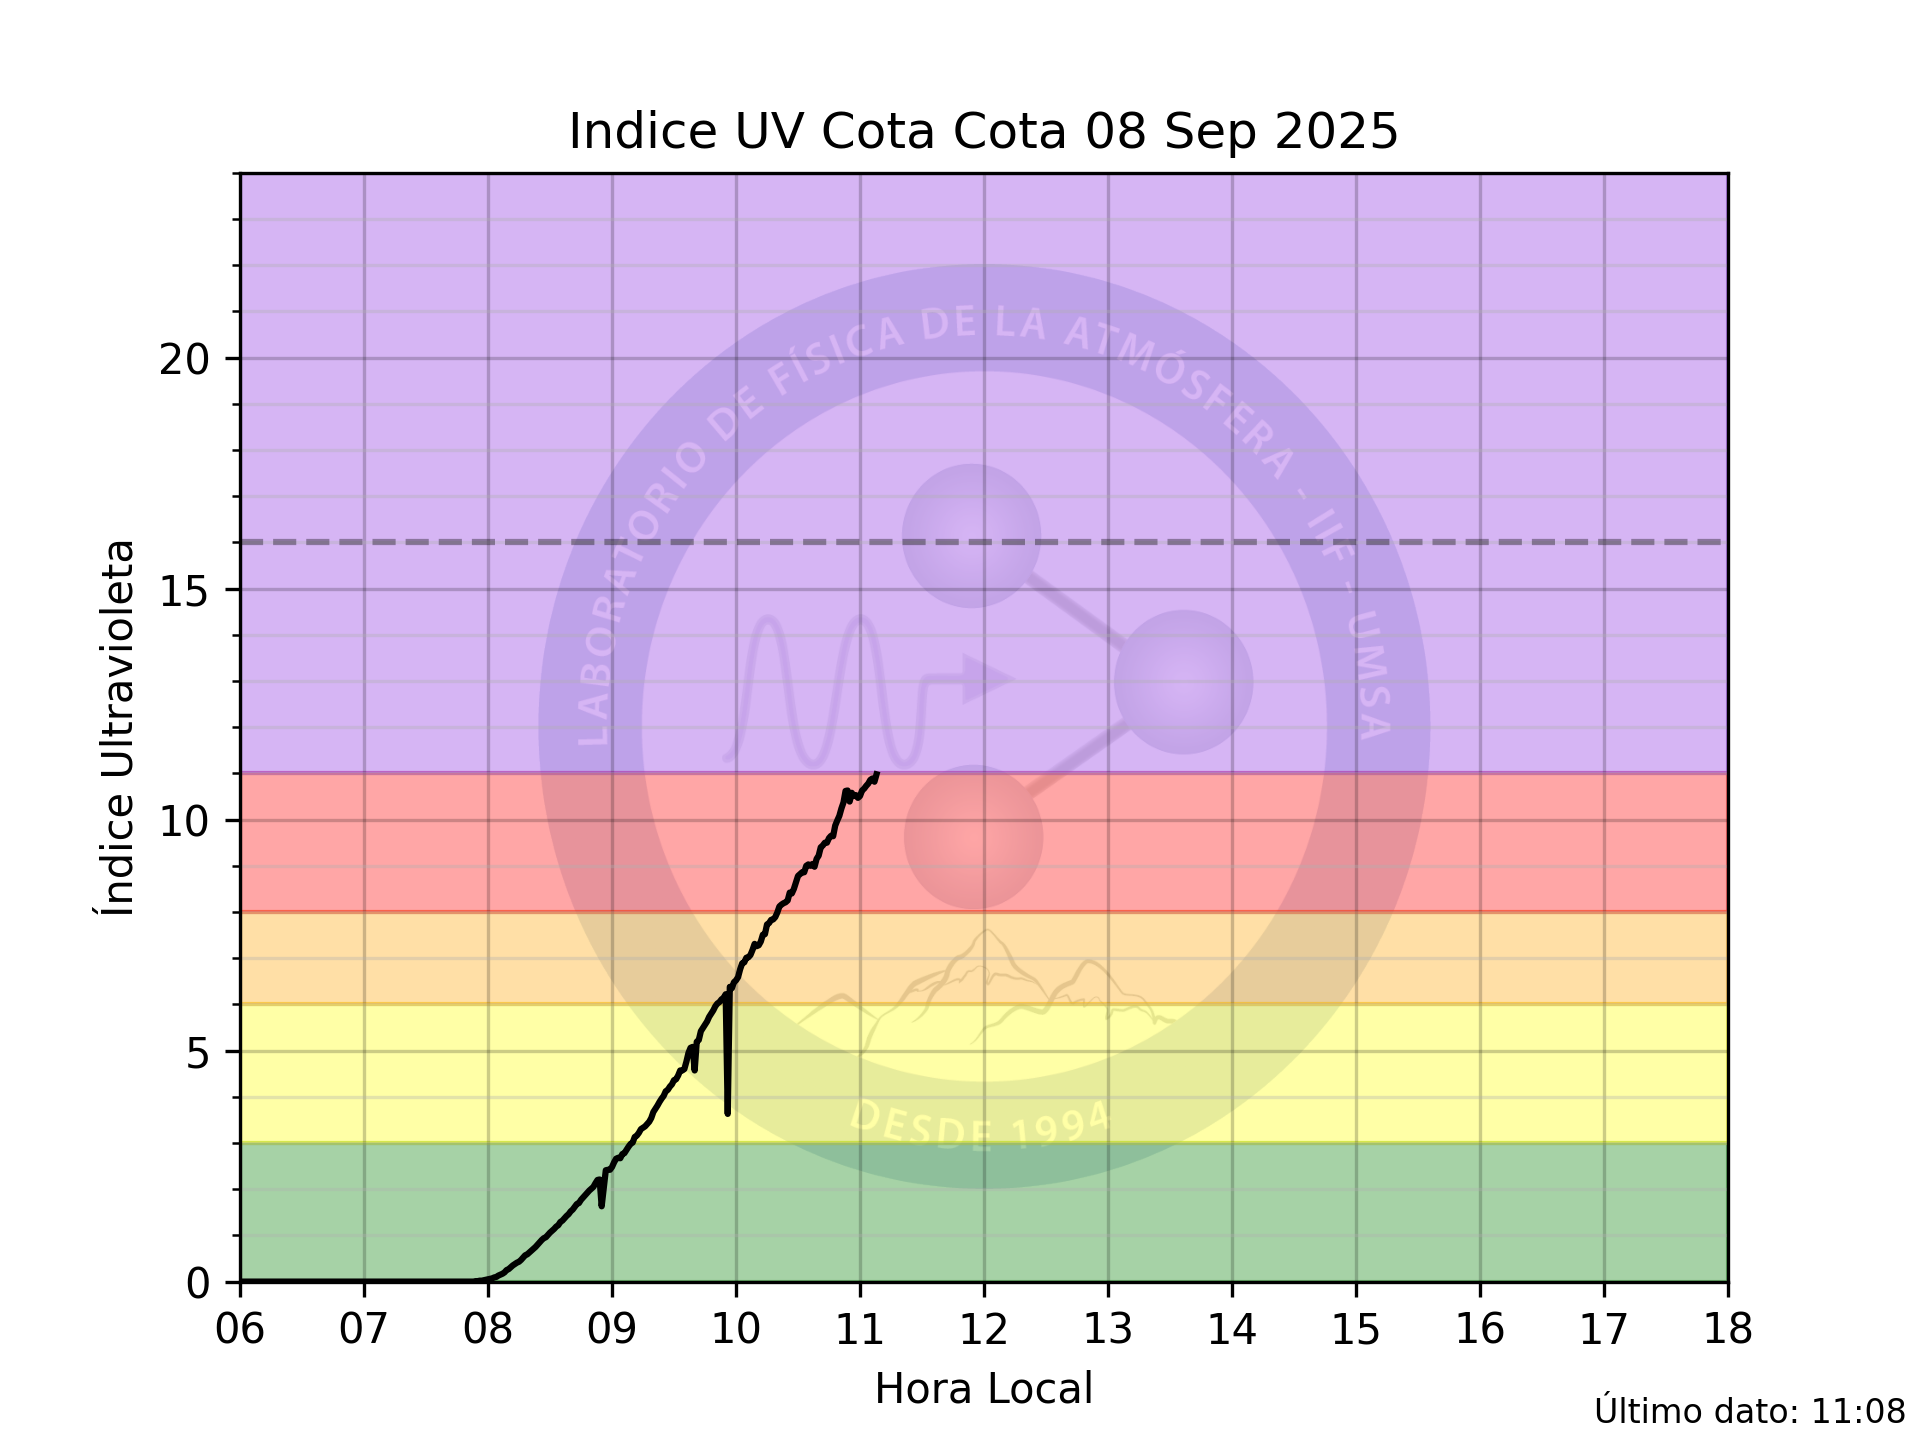 Indice UV Cota Cota 08 Sep 2025
20
15
10
5
0
Índice Ultravioleta
LABORATORIO DE FÍSICA DE LA ATMÓSFERA - IIF - UMSA
DESDE 1994
06 07 08 09 10 11 12 13 14 15 16 17 18
Hora Local
Último dato: 11:08